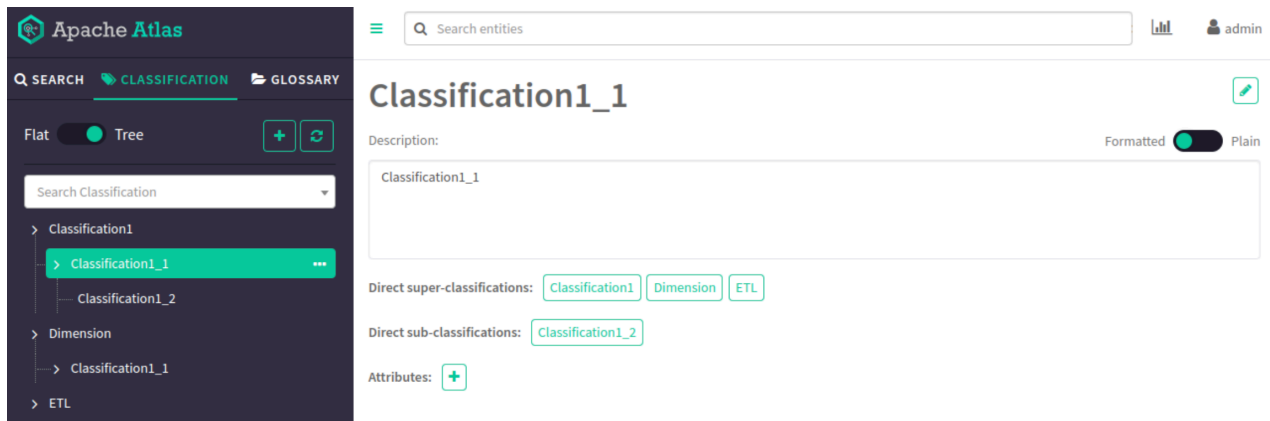 Apache Atlas
SEARCH CLASSIFICATION GLOSSARY
Flat Tree
Search Classification
Classification1
Classification1_1
Classification1_2
Dimension
Classification1_1
ETL
Search entities
admin
Classification1_1
Description:
Formatted Plain
Classification1_1
Direct super-classifications: Classification1 Dimension ETL
Direct sub-classifications: Classification1_2
Attributes: